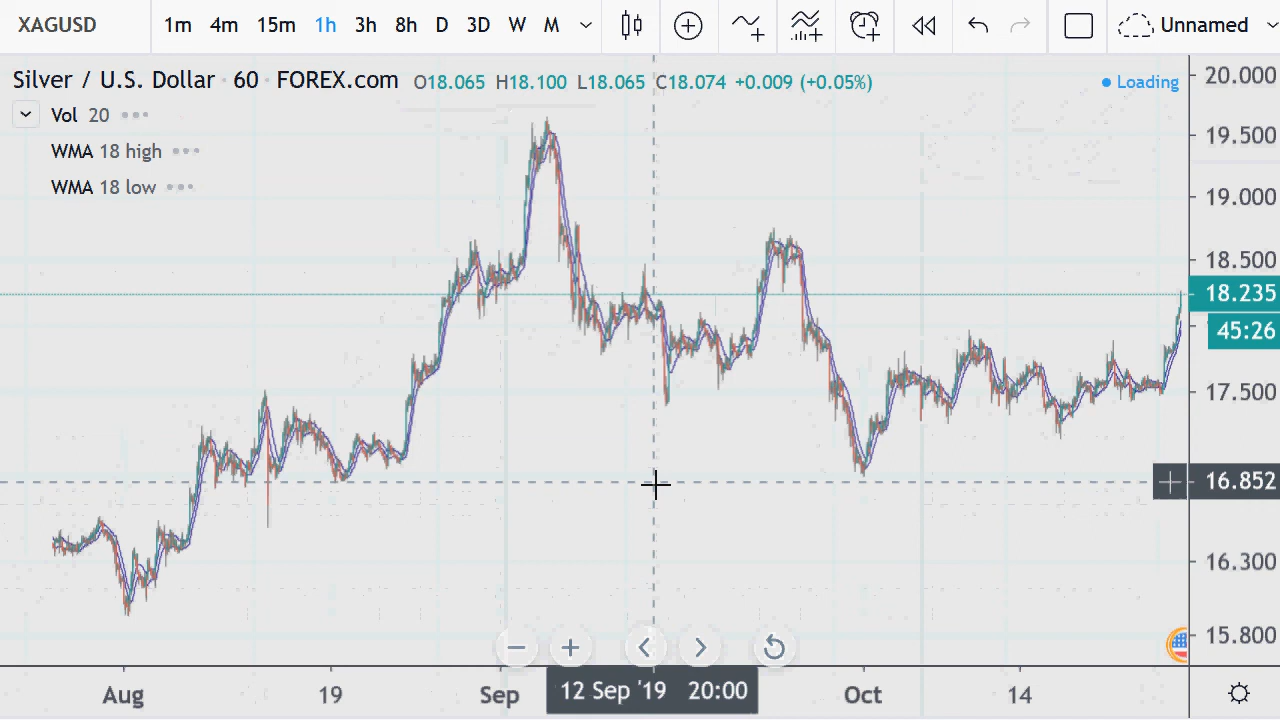 XAGUSD 1m 4m 15m 1h 3h 8h D 3D W M Unnamed
Silver / U.S. Dollar · 60 · FOREX.com O18.065 H18.100 L18.065 C18.074 +0.009 (+0.05%) Loading
Vol 20
WMA 18 high
WMA 18 low
20.000
19.500
19.000
18.500
18.235
45:26
17.500
16.852
16.300
15.800
Aug 19 Sep 12 Sep '19 20:00 Oct 14